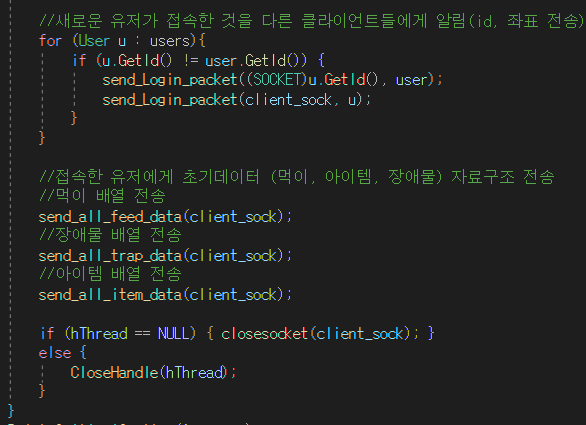 //새로운 유저가 접속한 것을 다른 클라이언트들에게 알림(id, 좌표 전송)
for (User u : users){
if (u.GetId() != user.GetId()) {
send_Login_packet((SOCKET)u.GetId(), user);
send_Login_packet(client_sock, u);
}
}
//접속한 유저에게 초기데이터 (먹이, 아이템, 장애물) 자료구조 전송
//먹이 배열 전송
send_all_feed_data(client_sock);
//장애물 배열 전송
send_all_trap_data(client_sock);
//아이템 배열 전송
send_all_item_data(client_sock);
if (hThread == NULL) { closesocket(client_sock); }
else {
CloseHandle(hThread);
}
}